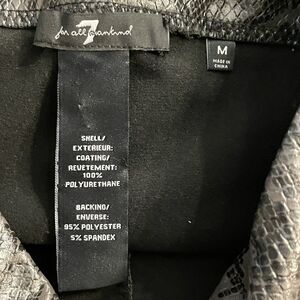 7
for all mankind
M
MADE IN
CHINA
SHELL/
EXTERIEUR:
COATING/
REVETEMENT:
100%
POLYURETHANE
BACKING/
ENVERSE:
95% POLYESTER
5% SPANDEX